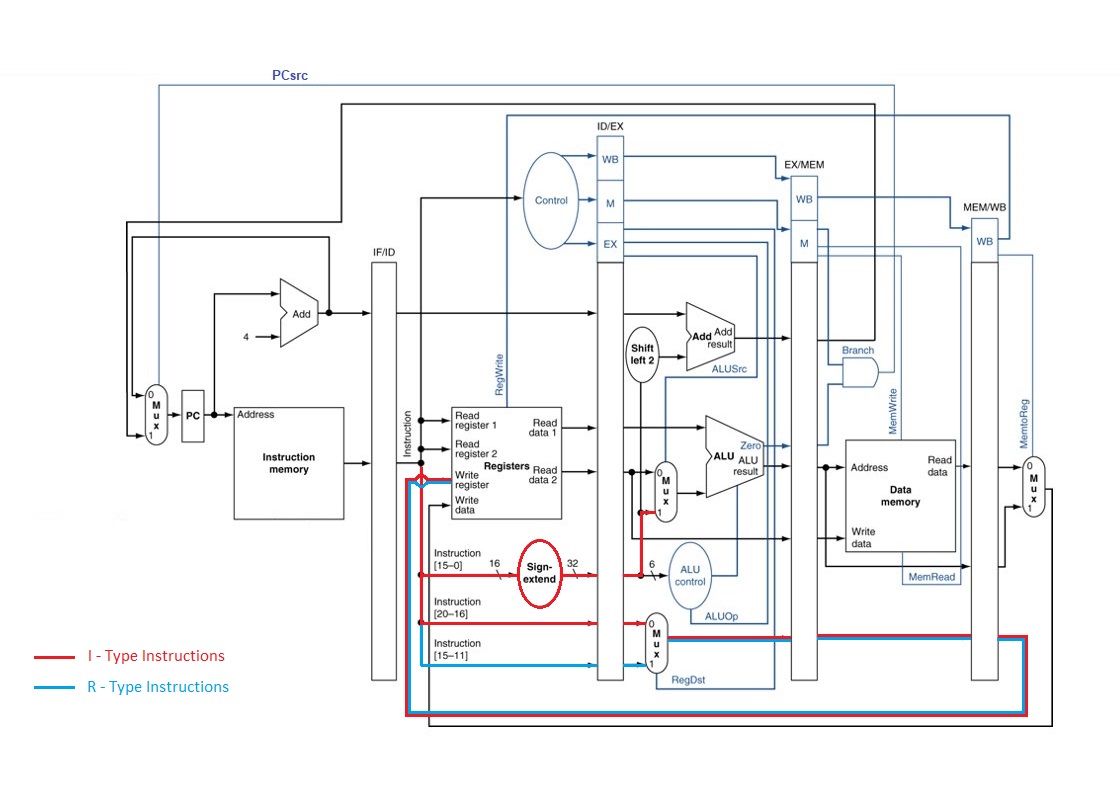 PCsrc
ID/EX
WB
EX/MEM
Control
M
WB
MEM/WB
EX
M
WB
IF/ID
Add
4
Add
Add
result
Shift
left 2
ALUSrc
Branch
RegWrite
MemWrite
MemtoReg
0
M
u
x
1
PC
Address
Instruction
memory
Instruction
Read
register 1
Read
register 2
Write
register
Write
data
Registers
Read
data 1
Read
data 2
0
M
u
x
1
ALU
Zero
ALU
result
Address
Read
data
Data
memory
Write
data
0
M
u
x
1
MemRead
Instruction
[15–0]
16
Sign-
extend
32
6
ALU
control
ALUOp
Instruction
[20–16]
Instruction
[15–11]
0
M
u
x
1
RegDst
I - Type Instructions
R - Type Instructions